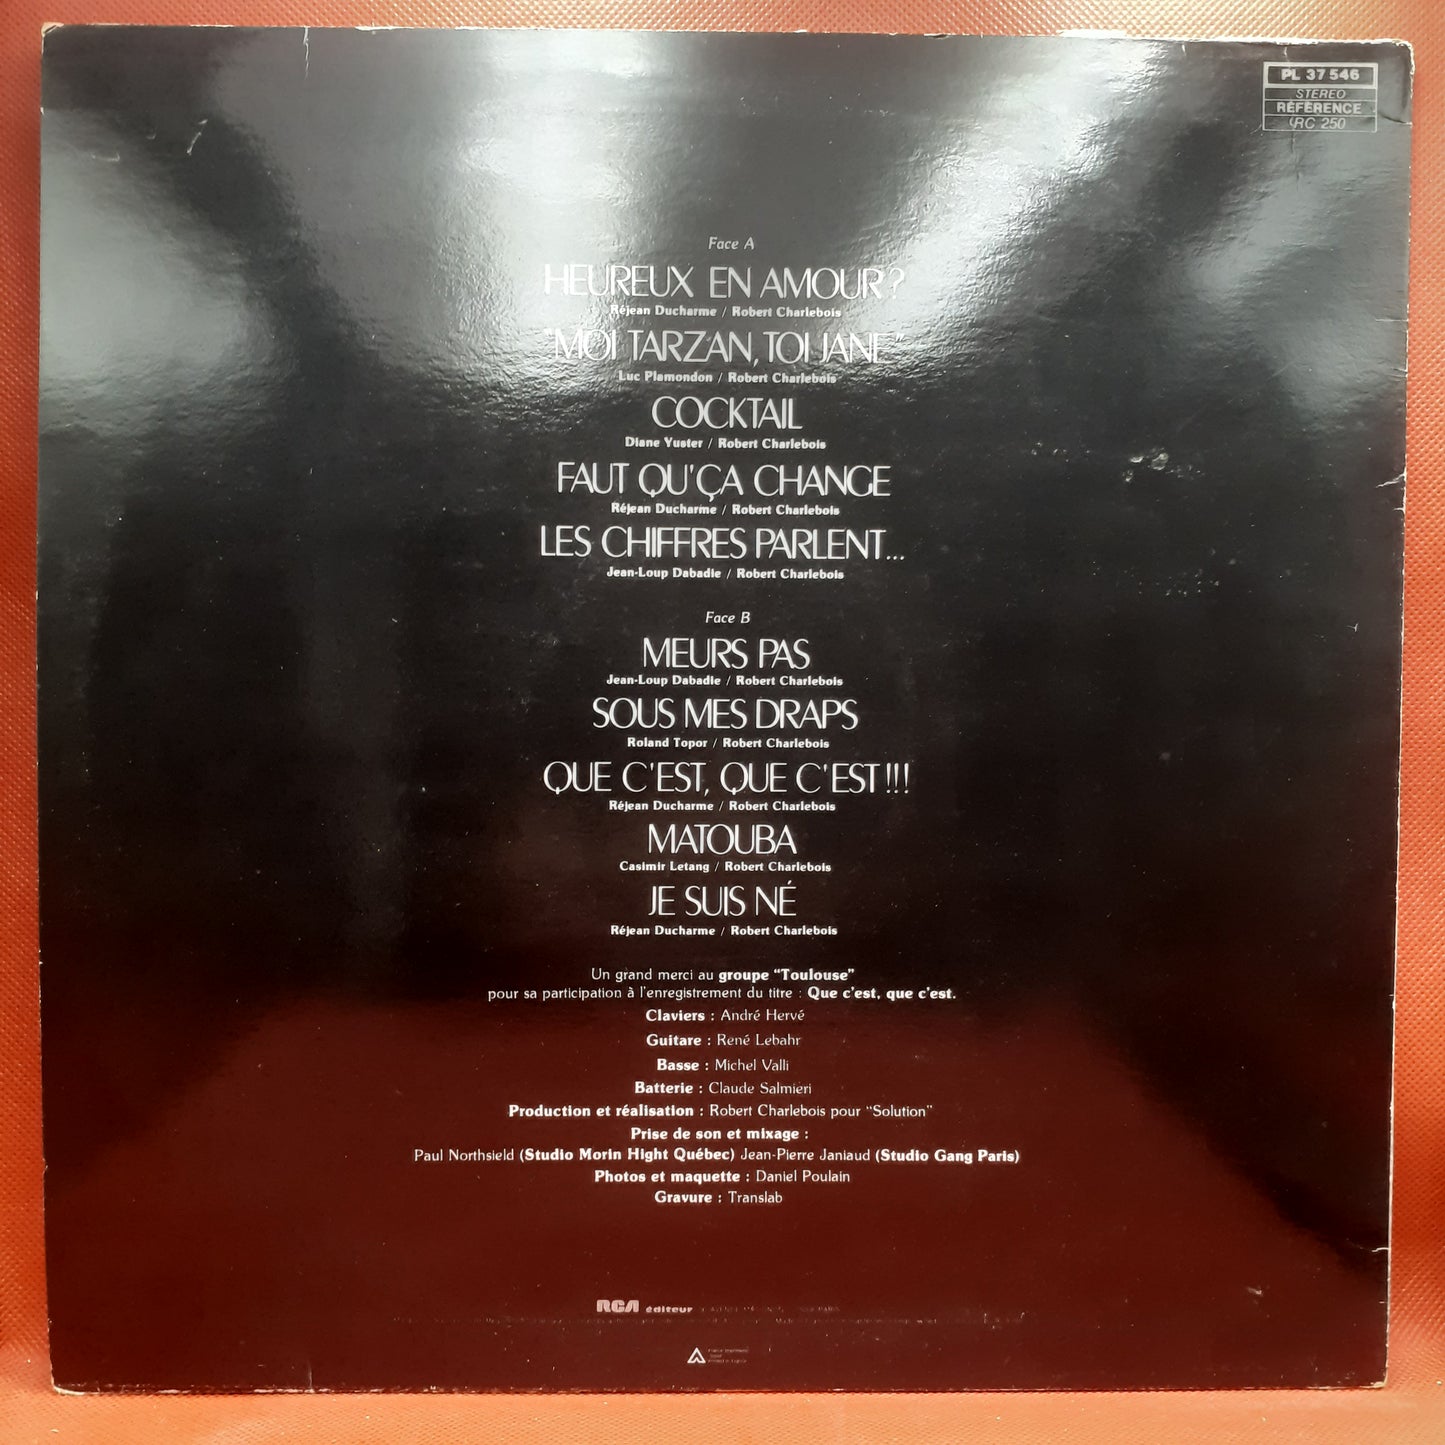 PL 37 546
STEREO
RÉFÉRENCE
RC 250
Face A
HEUREUX EN AMOUR ?
Réjean Ducharme / Robert Charlebois
"MOI TARZAN, TOI JANE"
Luc Plamondon / Robert Charlebois
COCKTAIL
Diane Yuster / Robert Charlebois
FAUT QU'ÇA CHANGE
Réjean Ducharme / Robert Charlebois
LES CHIFFRES PARLENT...
Jean-Loup Dabadie / Robert Charlebois
Face B
MEURS PAS
Jean-Loup Dabadie / Robert Charlebois
SOUS MES DRAPS
Roland Topor / Robert Charlebois
QUE C'EST, QUE C'EST !!!
Réjean Ducharme / Robert Charlebois
MATOUBA
Casimir Letang / Robert Charlebois
JE SUIS NÉ
Réjean Ducharme / Robert Charlebois
Un grand merci au groupe "Toulouse"
pour sa participation à l'enregistrement du titre : Que c'est, que c'est.
Claviers : André Hervé
Guitare : René Lebahr
Basse : Michel Valli
Batterie : Claude Salmiéri
Production et réalisation : Robert Charlebois pour "Solution"
Prise de son et mixage :
Paul Northsield (Studio Morin Hight Québec) Jean-Pierre Janiaud (Studio Gang Paris)
Photos et maquette : Daniel Poulain
Gravure : Translab
RCA éditeur